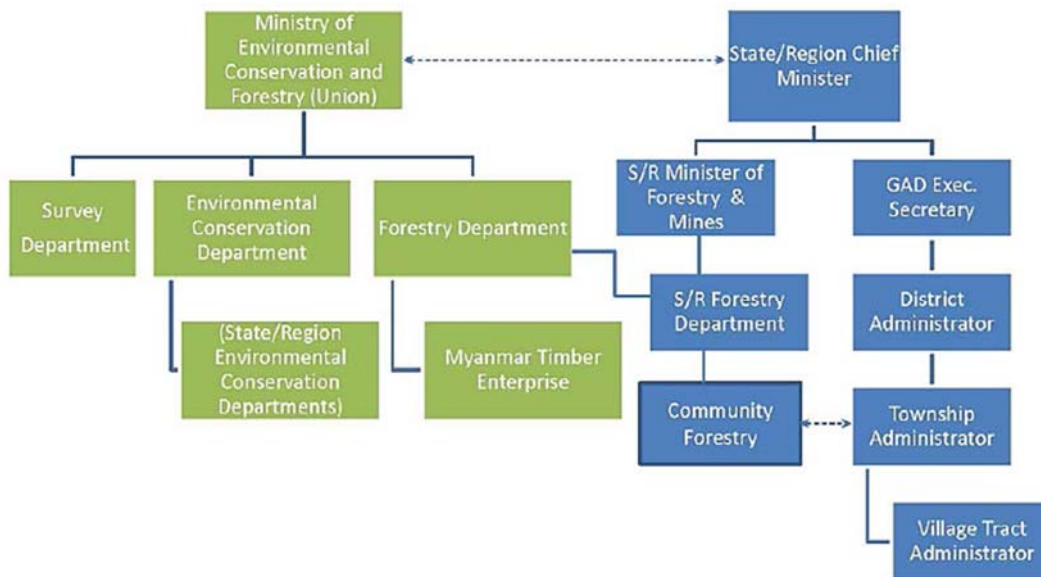 Ministry of
Environmental
Conservation and
Forestry (Union)
State/Region Chief
Minister
Survey
Department
Environmental
Conservation
Department
Forestry Department
S/R Minister of
Forestry &
Mines
GAD Exec.
Secretary
(State/Region
Environmental
Conservation
Departments)
Myanmar Timber
Enterprise
S/R Forestry
Department
District
Administrator
Community
Forestry
Township
Administrator
Village Tract
Administrator